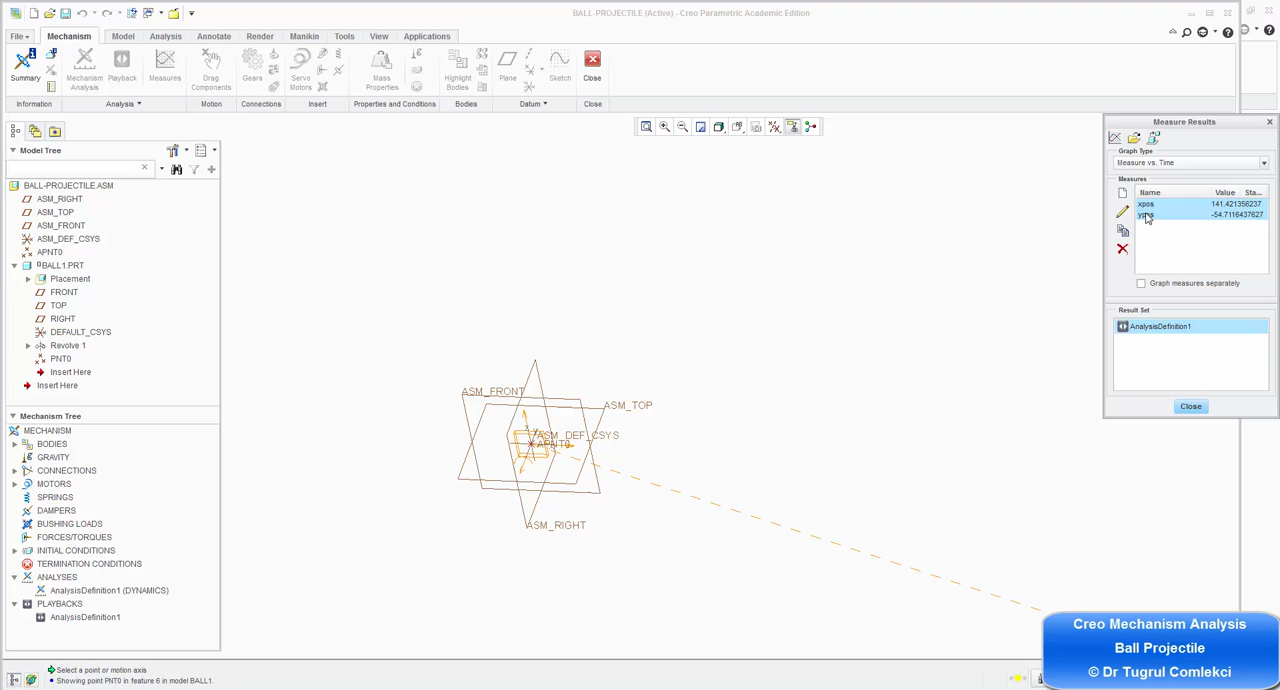 BALL-PROJECTILE (Active) - Creo Parametric Academic Edition
File
Mechanism
Model
Analysis
Annotate
Render
Manikin
Tools
View
Applications
Summary
Mechanism Analysis
Playback
Measures
Drag Components
Gears
Servo Motors
Mass Properties
Highlight Bodies
Plane
Sketch
Close
Information
Analysis
Motion
Connections
Insert
Properties and Conditions
Bodies
Datum
Close
Model Tree
BALL-PROJECTILE.ASM
ASM_RIGHT
ASM_TOP
ASM_FRONT
ASM_DEF_CSYS
APNT0
BALL1.PRT
Placement
FRONT
TOP
RIGHT
DEFAULT_CSYS
Revolve 1
PNT0
Insert Here
Insert Here
Mechanism Tree
MECHANISM
BODIES
GRAVITY
CONNECTIONS
MOTORS
SPRINGS
DAMPERS
BUSHING LOADS
FORCES/TORQUES
INITIAL CONDITIONS
TERMINATION CONDITIONS
ANALYSES
AnalysisDefinition1 (DYNAMICS)
PLAYBACKS
AnalysisDefinition1
ASM_FRONT
ASM_TOP
ASM_DEF_CSYS
APNT0
ASM_RIGHT
Measure Results
Graph Type
Measure vs. Time
Measures
Name Value Sta...
xpos 141.421356237
ypos -54.7116437627
Graph measures separately
Result Set
AnalysisDefinition1
Close
Select a point or motion axis
Showing point PNT0 in feature 6 in model BALL1.
Creo Mechanism Analysis
Ball Projectile
© Dr Tugrul Comlekci